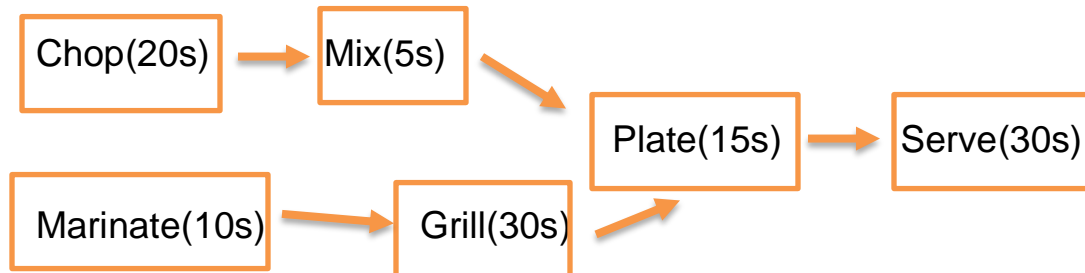 Chop(20s)
Mix(5s)
Plate(15s)
Serve(30s)
Marinate(10s)
Grill(30s)